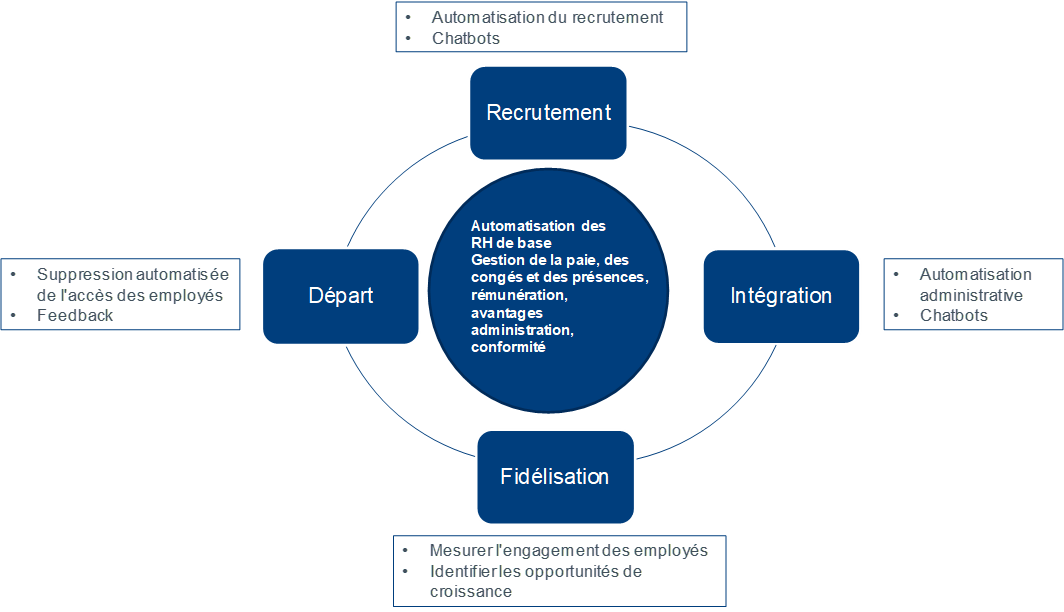 • Automatisation du recrutement
• Chatbots
Recrutement
Automatisation des
RH de base
Gestion de la paie, des
congés et des présences,
rémunération,
avantages
administration,
conformité
• Suppression automatisée
de l'accès des employés
• Feedback
Départ
Intégration
• Automatisation
administrative
• Chatbots
Fidélisation
• Mesurer l'engagement des employés
• Identifier les opportunités de
croissance